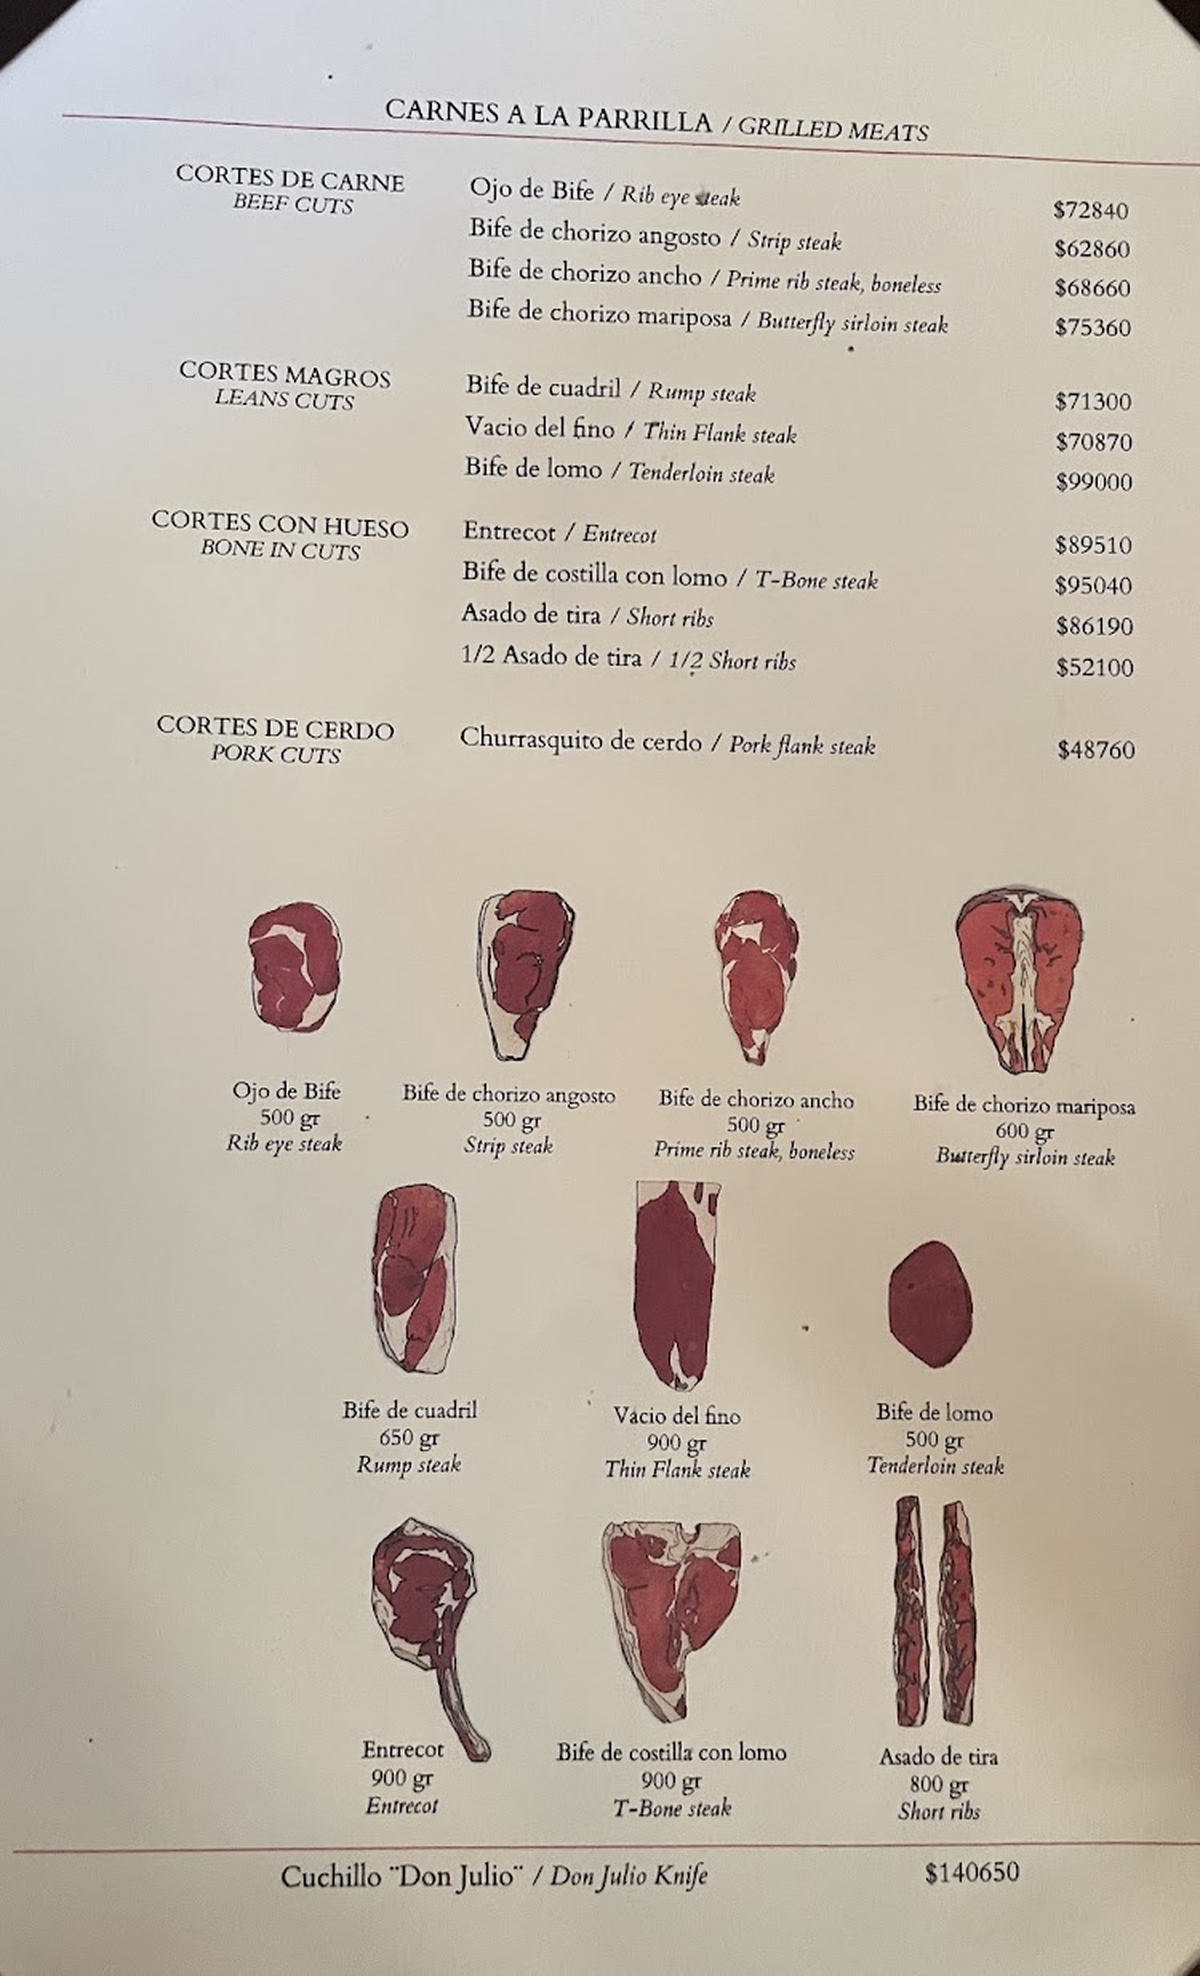 CARNES A LA PARRILLA / GRILLED MEATS
CORTES DE CARNE
BEEF CUTS
Ojo de Bife / Rib eye steak $72840
Bife de chorizo angosto / Strip steak $62860
Bife de chorizo ancho / Prime rib steak, boneless $68660
Bife de chorizo mariposa / Butterfly sirloin steak $75360
CORTES MAGROS
LEANS CUTS
Bife de cuadril / Rump steak $71300
Vacio del fino / Thin Flank steak $70870
Bife de lomo / Tenderloin steak $99000
CORTES CON HUESO
BONE IN CUTS
Entrecot / Entrecot $89510
Bife de costilla con lomo / T-Bone steak $95040
Asado de tira / Short ribs $86190
1/2 Asado de tira / 1/2 Short ribs $52100
CORTES DE CERDO
PORK CUTS
Churrasquito de cerdo / Pork flank steak $48760
Ojo de Bife
500 gr
Rib eye steak
Bife de chorizo angosto
500 gr
Strip steak
Bife de chorizo ancho
500 gr
Prime rib steak, boneless
Bife de chorizo mariposa
600 gr
Butterfly sirloin steak
Bife de cuadril
650 gr
Rump steak
Vacio del fino
900 gr
Thin Flank steak
Bife de lomo
500 gr
Tenderloin steak
Entrecot
900 gr
Entrecot
Bife de costilla con lomo
900 gr
T-Bone steak
Asado de tira
800 gr
Short ribs
Cuchillo ¨Don Julio¨ / Don Julio Knife $140650